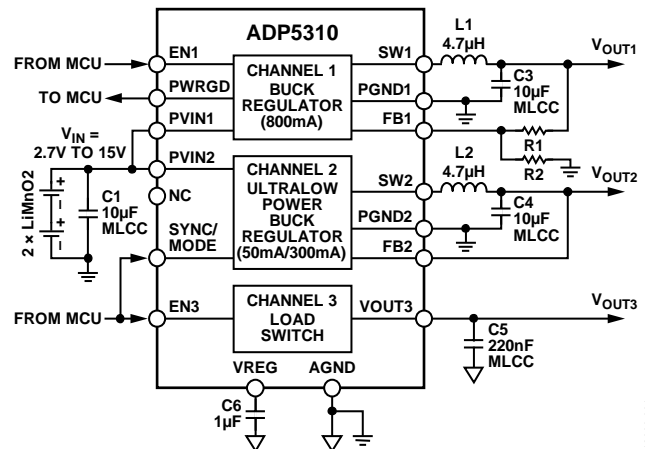 ADP5310
FROM MCU
EN1
CHANNEL 1
BUCK
REGULATOR
(800mA)
SW1
L1
4.7µH
VOUT1
TO MCU
PWRGD
PGND1
C3
10µF
MLCC
VIN =
2.7V TO 15V
PVIN1
FB1
R1
R2
PVIN2
CHANNEL 2
ULTRALOW
POWER
BUCK
REGULATOR
(50mA/300mA)
SW2
L2
4.7µH
VOUT2
2 × LiMnO2
+
–
+
–
C1
10µF
MLCC
NC
PGND2
C4
10µF
MLCC
SYNC/
MODE
FB2
FROM MCU
EN3
CHANNEL 3
LOAD
SWITCH
VOUT3
VOUT3
C5
220nF
MLCC
VREG
AGND
C6
1µF